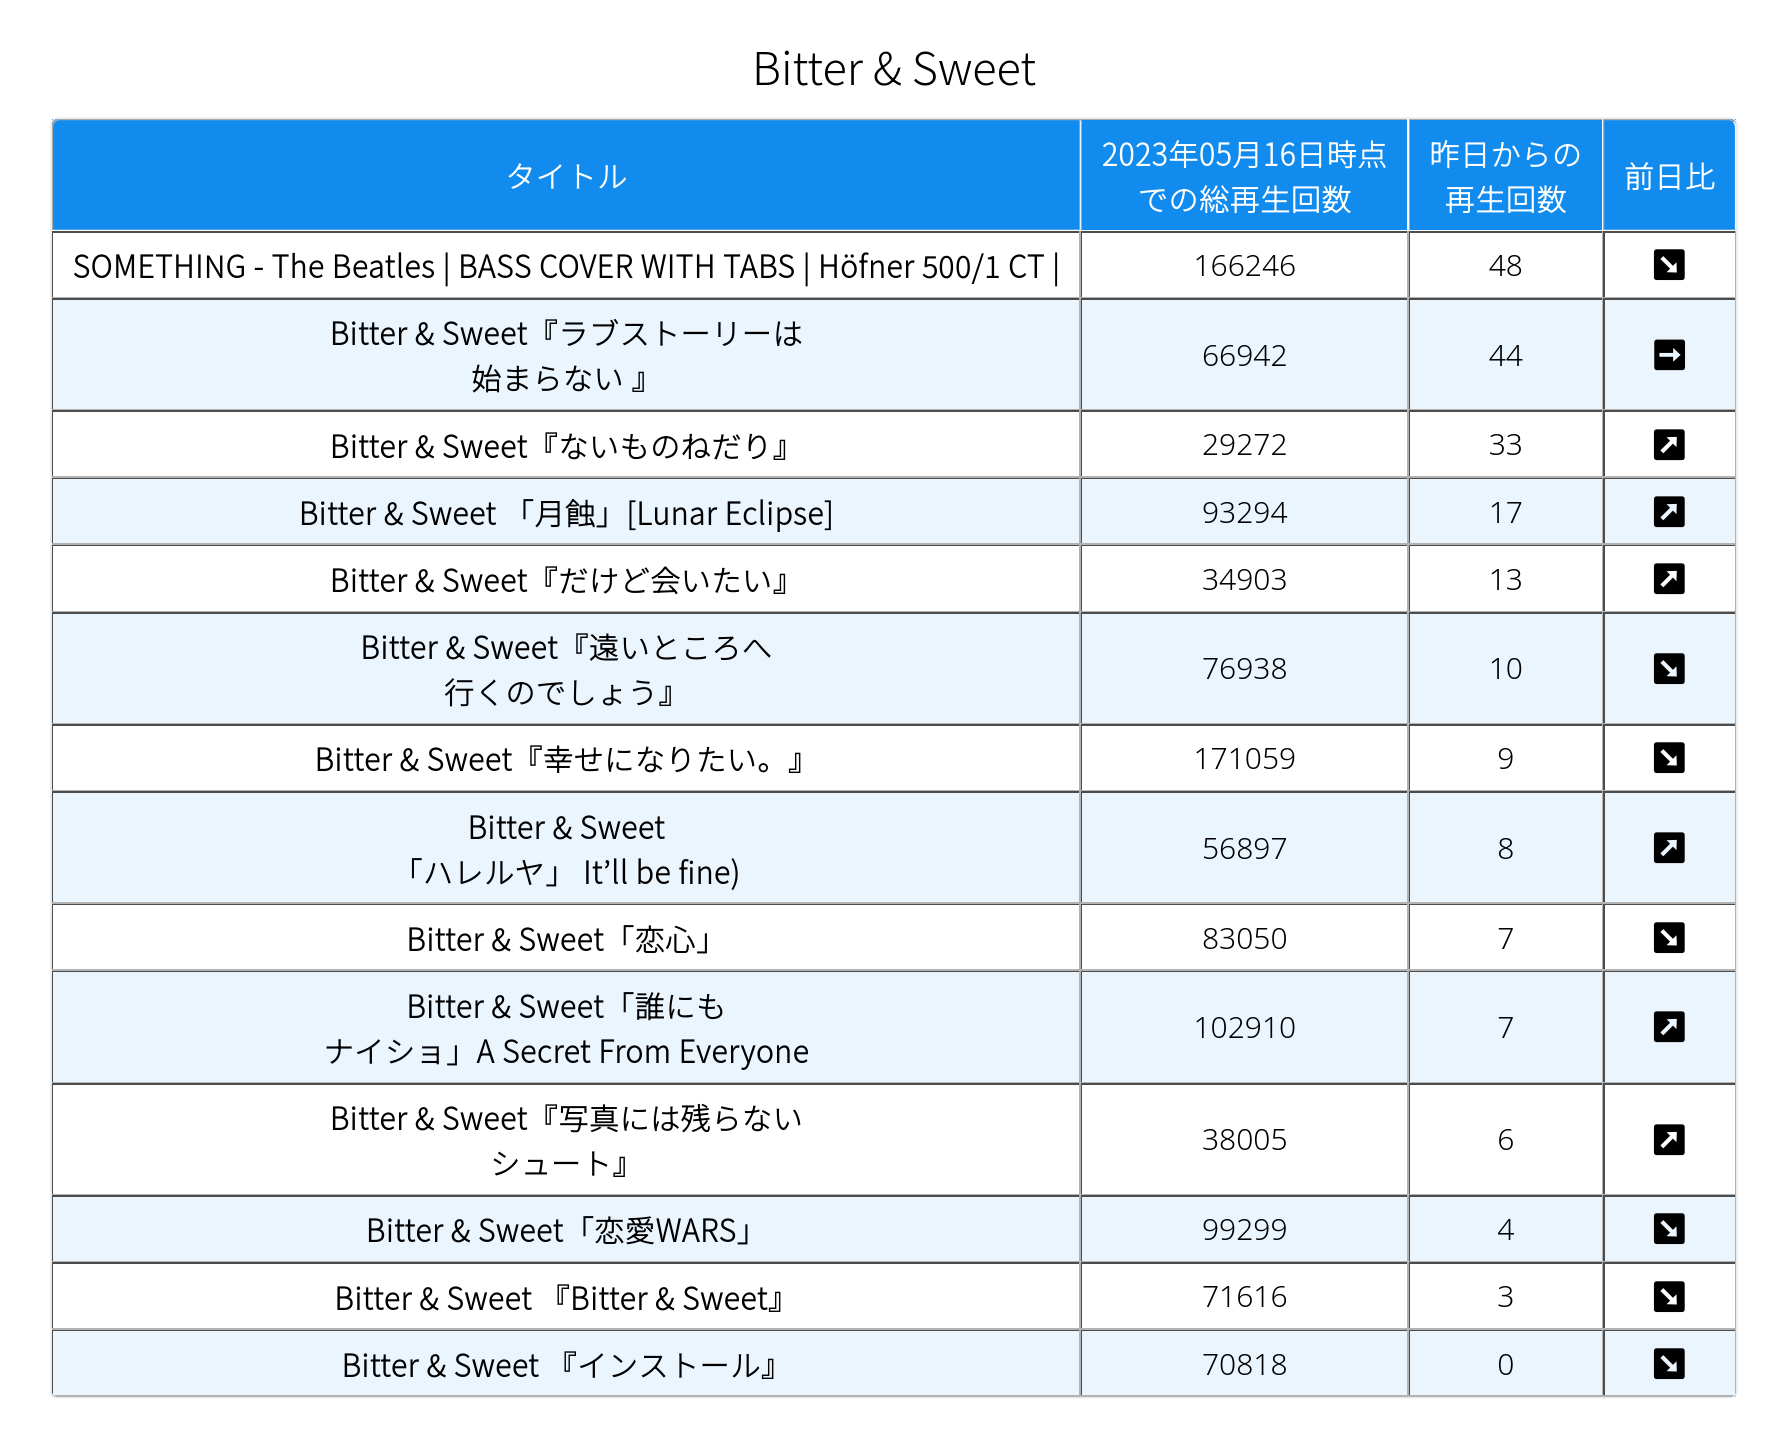 Bitter & Sweet
タイトル
2023年05月16日時点
での総再生回数
昨日からの
再生回数
前日比
SOMETHING - The Beatles | BASS COVER WITH TABS | Höfner 500/1 CT |
166246
48
Bitter & Sweet『ラブストーリーは
始まらない 』
66942
44
Bitter & Sweet『ないものねだり』
29272
33
Bitter & Sweet 「月蝕」[Lunar Eclipse]
93294
17
Bitter & Sweet『だけど会いたい』
34903
13
Bitter & Sweet『遠いところへ
行くのでしょう』
76938
10
Bitter & Sweet『幸せになりたい。』
171059
9
Bitter & Sweet
「ハレルヤ」 It’ll be fine)
56897
8
Bitter & Sweet「恋心」
83050
7
Bitter & Sweet「誰にも
ナイショ」A Secret From Everyone
102910
7
Bitter & Sweet『写真には残らない
シュート』
38005
6
Bitter & Sweet「恋愛WARS」
99299
4
Bitter & Sweet 『Bitter & Sweet』
71616
3
Bitter & Sweet 『インストール』
70818
0